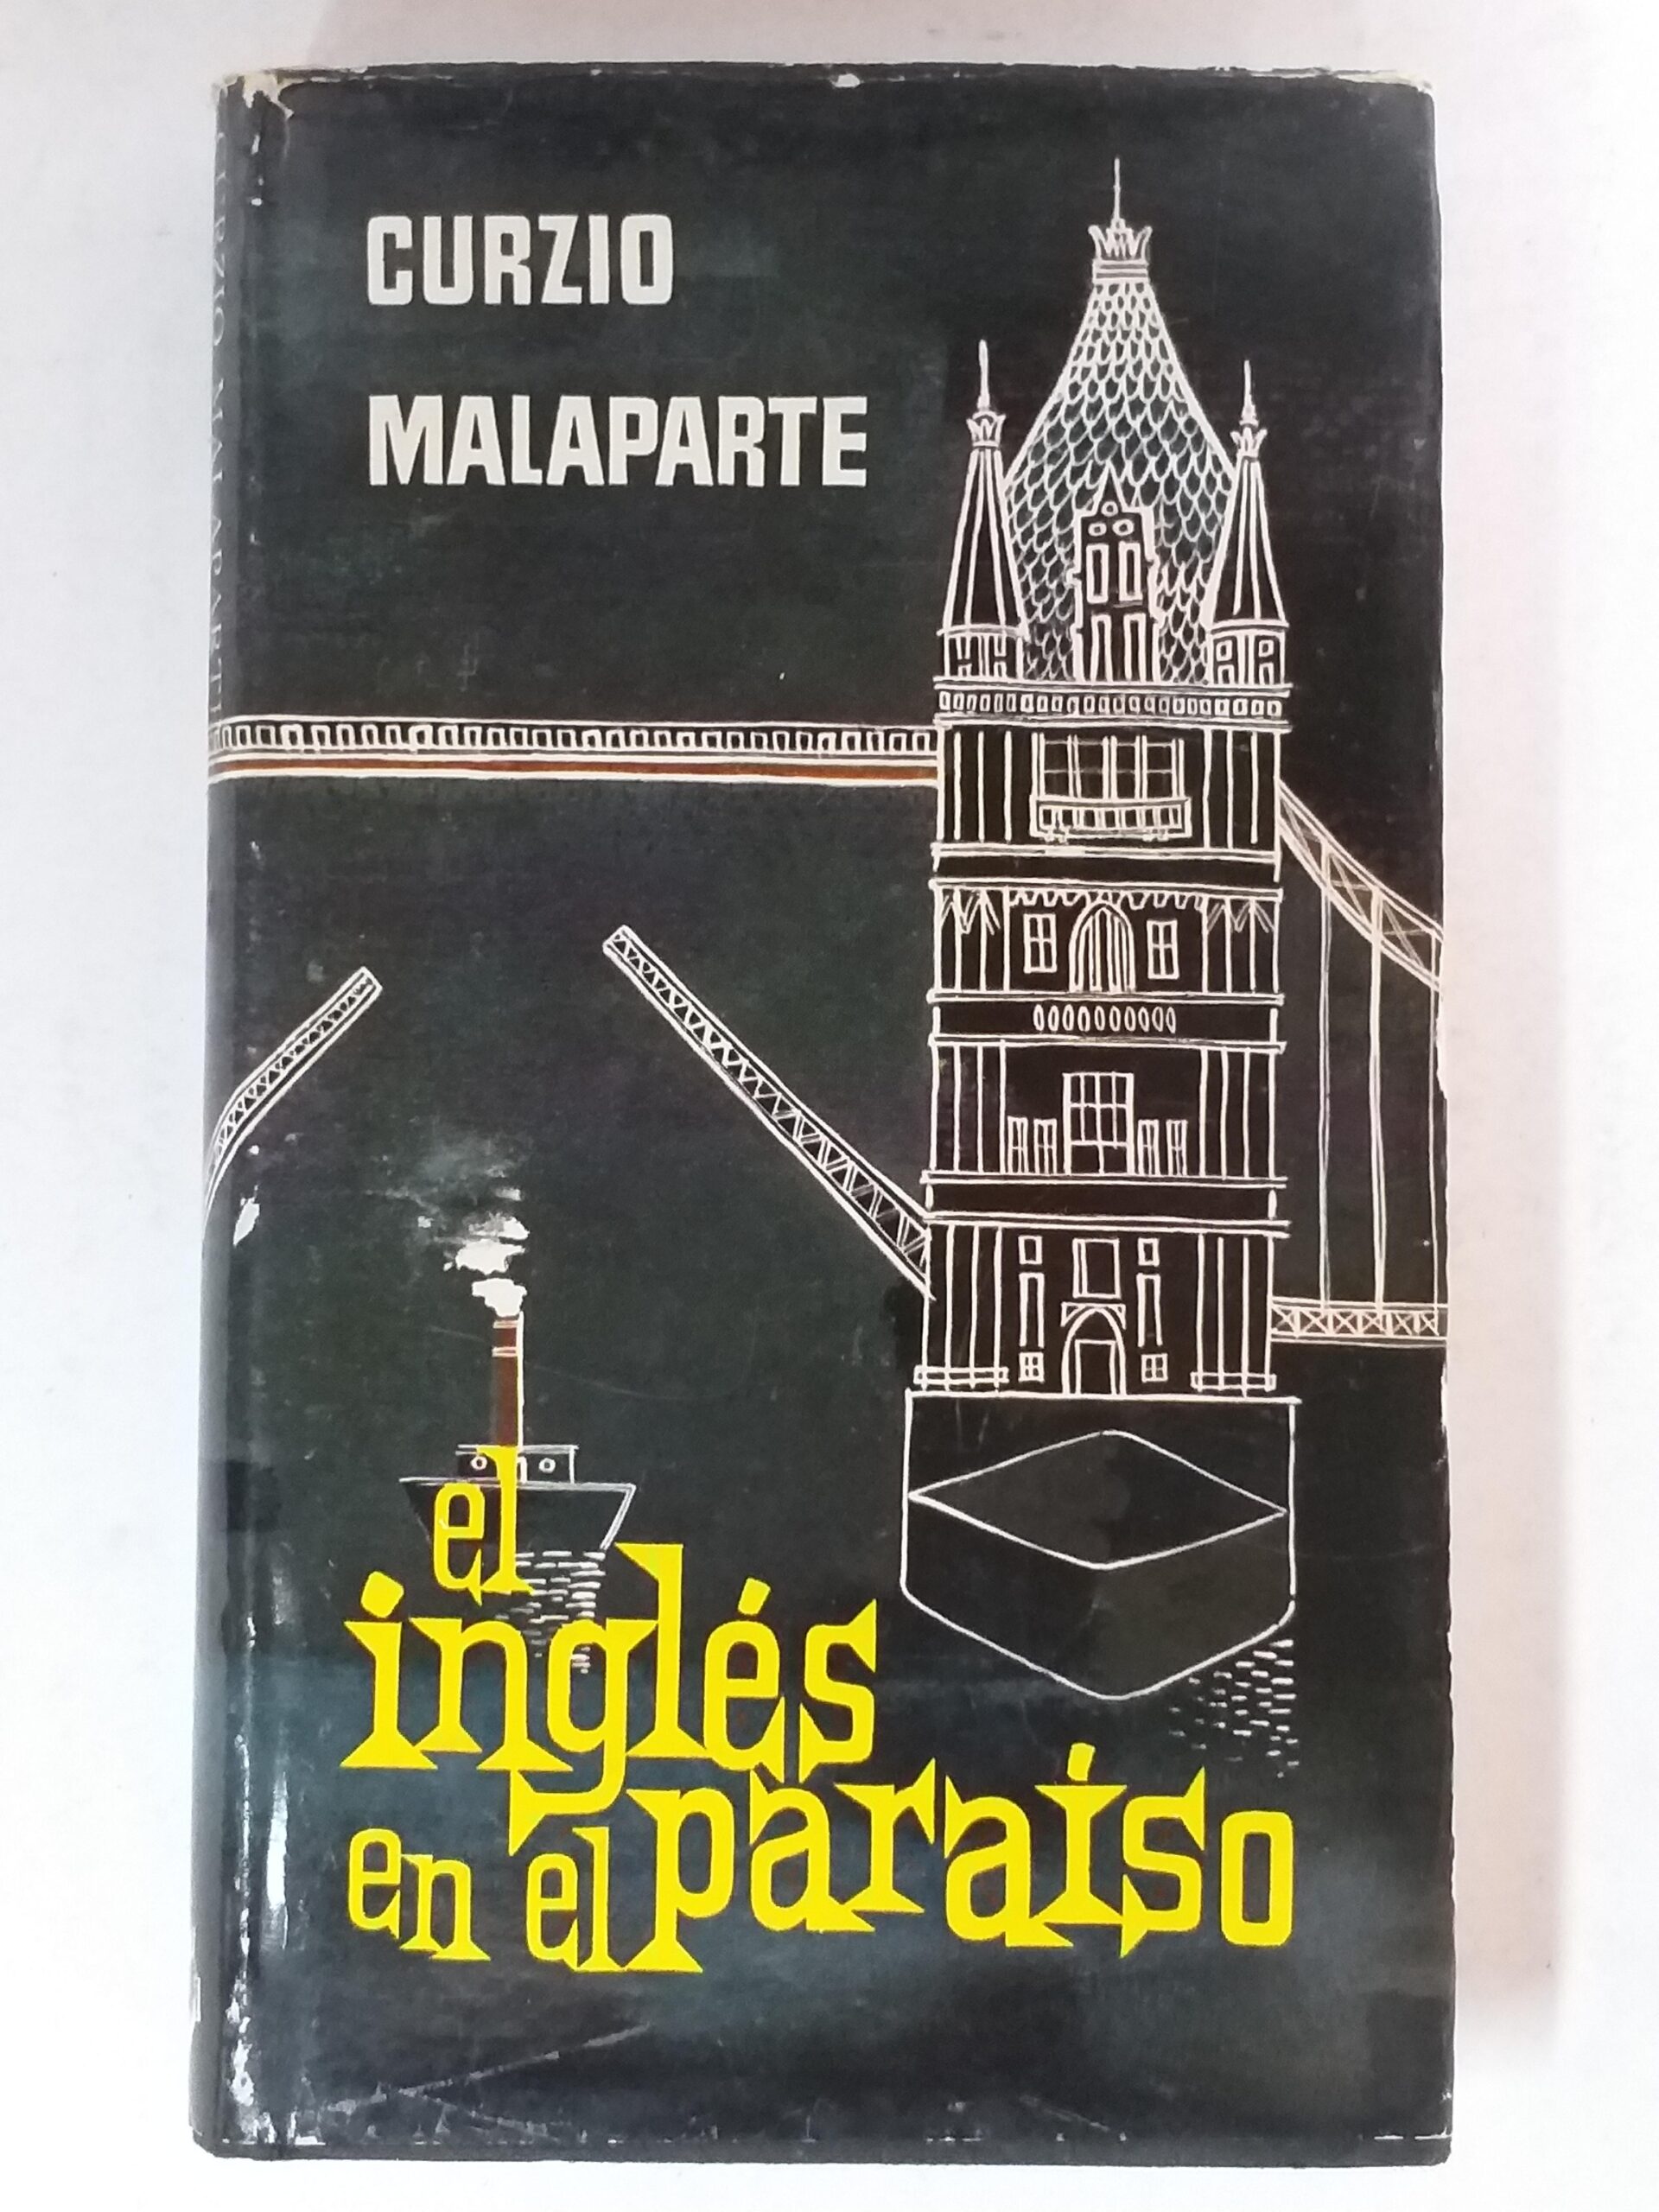 CURZIO
MALAPARTE
el
inglés
en el paraíso
CURZIO MALAPARTE